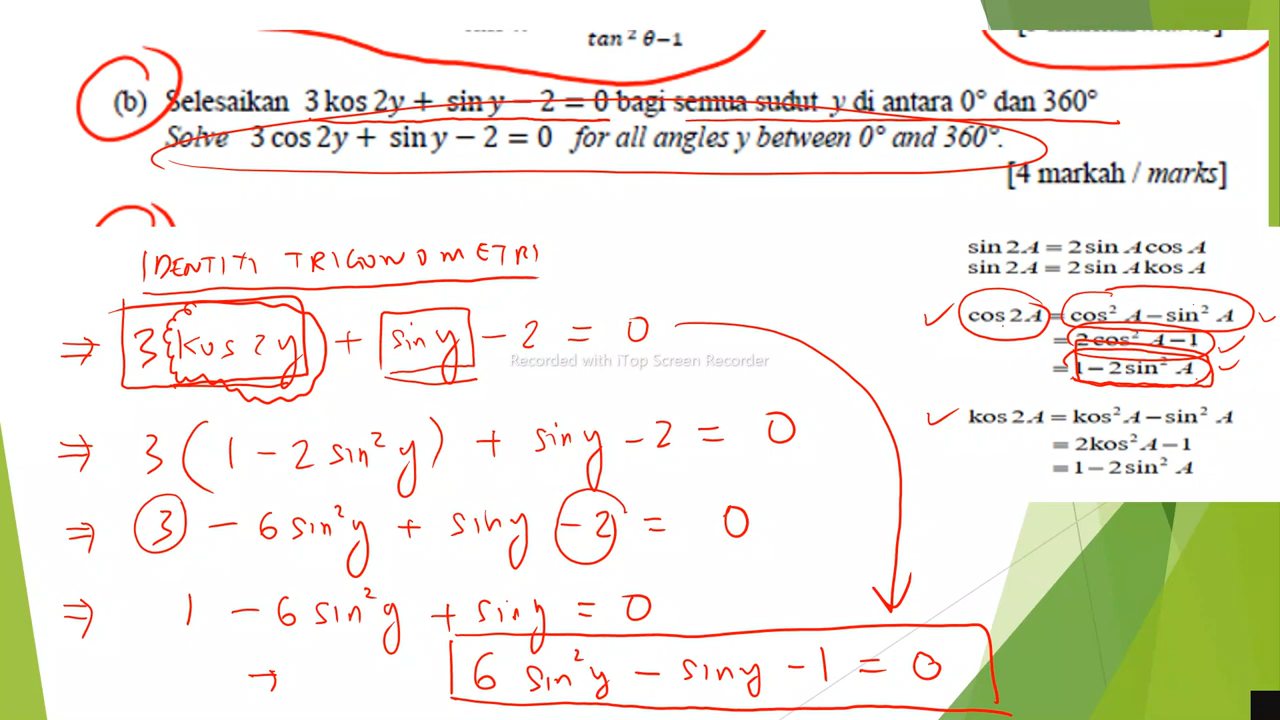 tan² θ−1
(b) Selesaikan 3 kos 2y + sin y − 2 = 0 bagi semua sudut y di antara 0° dan 360°
Solve 3 cos 2y + sin y − 2 = 0 for all angles y between 0° and 360°.
[4 markah / marks]
IDENTITI TRIGONOMETRI
⇒ 3 kos 2y + sin y − 2 = 0
Recorded with iTop Screen Recorder
⇒ 3 (1 − 2 sin² y) + sin y − 2 = 0
⇒ 3 − 6 sin² y + sin y − 2 = 0
⇒ 1 − 6 sin² y + sin y = 0
→ 6 sin² y − sin y − 1 = 0
sin 2A = 2 sin A cos A
sin 2A = 2 sin A kos A
✓ cos 2A = cos² A − sin² A ✓
= 2 cos² A − 1 ✓
= 1 − 2 sin² A ✓
✓ kos 2A = kos² A − sin² A
= 2kos² A − 1
= 1 − 2 sin² A